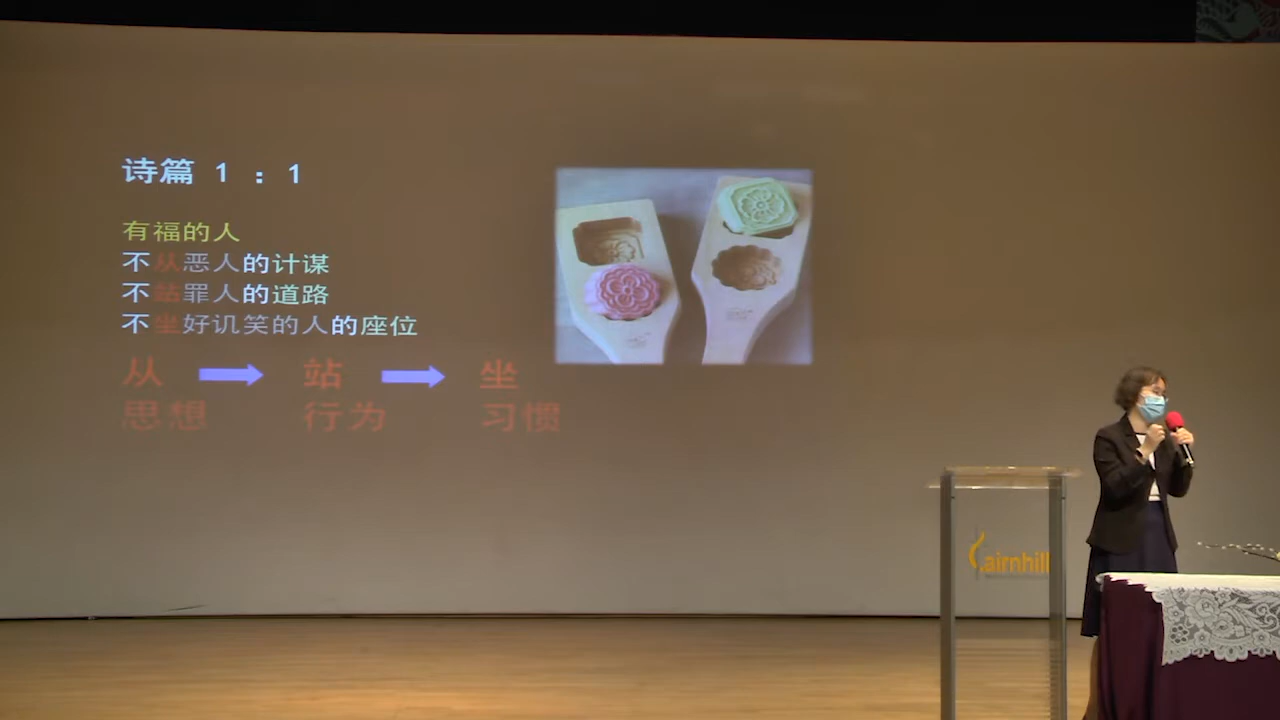 诗篇 1 : 1
有福的人
不从恶人的计谋
不站罪人的道路
不坐好讥笑的人的座位
从 站 坐
思想 行为 习惯
Cairnhill